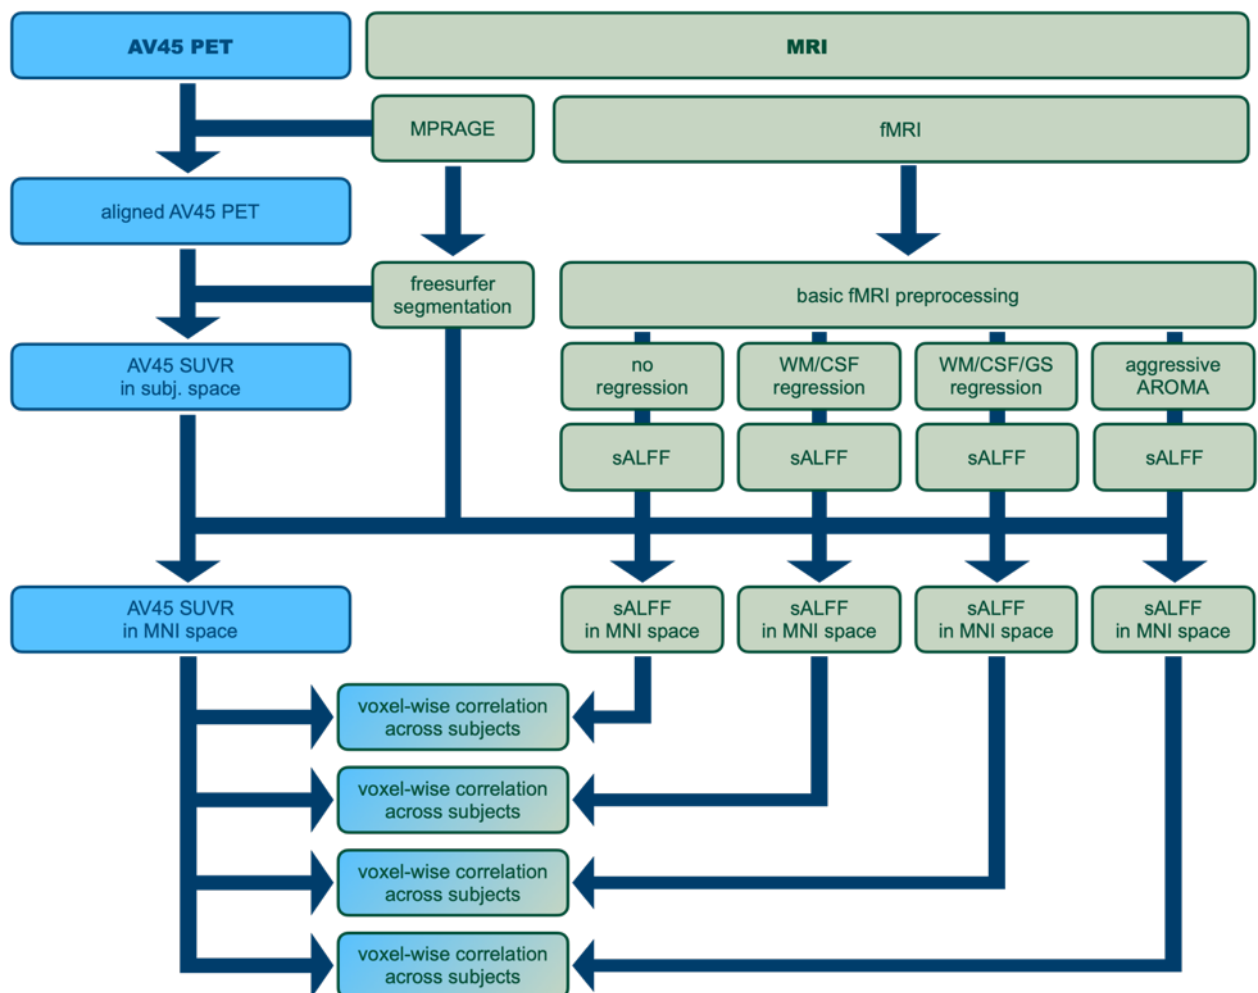 AV45 PET
MRI
MPRAGE
fMRI
aligned AV45 PET
freesurfer
segmentation
basic fMRI preprocessing
AV45 SUVR
in subj. space
no
regression
WM/CSF
regression
WM/CSF/GS
regression
aggressive
AROMA
sALFF
sALFF
sALFF
sALFF
AV45 SUVR
in MNI space
sALFF
in MNI space
sALFF
in MNI space
sALFF
in MNI space
sALFF
in MNI space
voxel-wise correlation
across subjects
voxel-wise correlation
across subjects
voxel-wise correlation
across subjects
voxel-wise correlation
across subjects